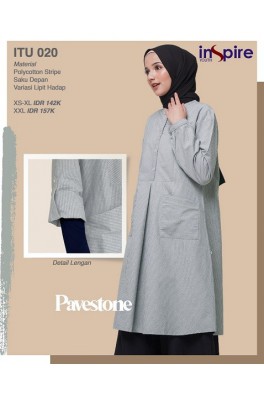 ITU 020
Material
Polycotton Stripe
Saku Depan
Variasi Lipit Hadap
XS-XL IDR 142K
XXL IDR 157K
inspire
Detail Lengan
Pavestone